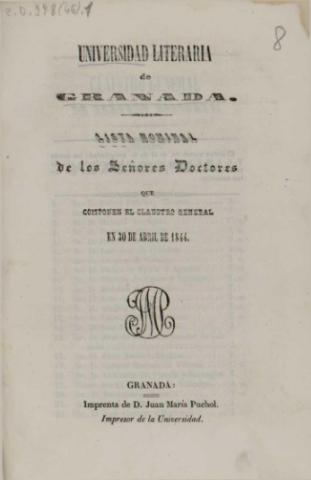 8
UNIVERSIDAD LITERARIA
de
GRANADA.
LISTA NOMINAL
de los Señores Doctores
QUE
COMPONEN EL CLAUSTRO GENERAL
EN 30 DE ABRIL DE 1844.
GRANADA:
Imprenta de D. Juan María Puchol.
Impresor de la Universidad.